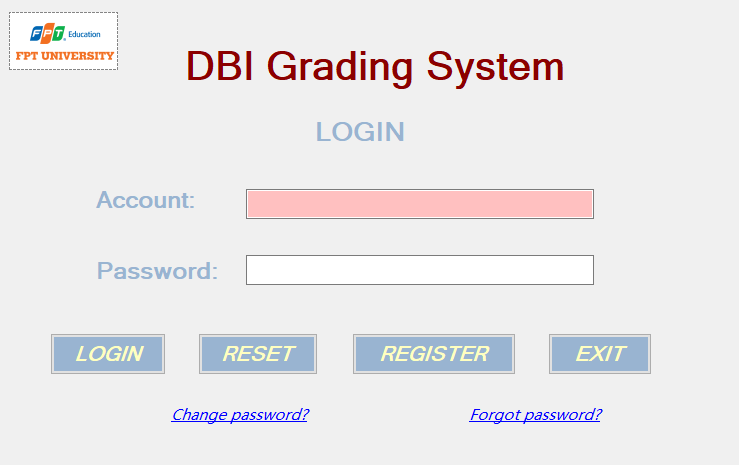 FPT Education
FPT UNIVERSITY
DBI Grading System
LOGIN
Account:
Password:
LOGIN RESET REGISTER EXIT
Change password? Forgot password?